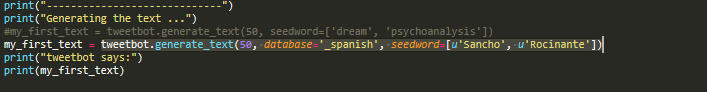 print("-----------------------------")
print("Generating the text ...")
#my_first_text = tweetbot.generate_text(50, seedword=['dream', 'psychoanalysis'])
my_first_text = tweetbot.generate_text(50, database='_spanish', seedword=[u'Sancho', u'Rocinante'])
print("tweetbot says:")
print(my_first_text)